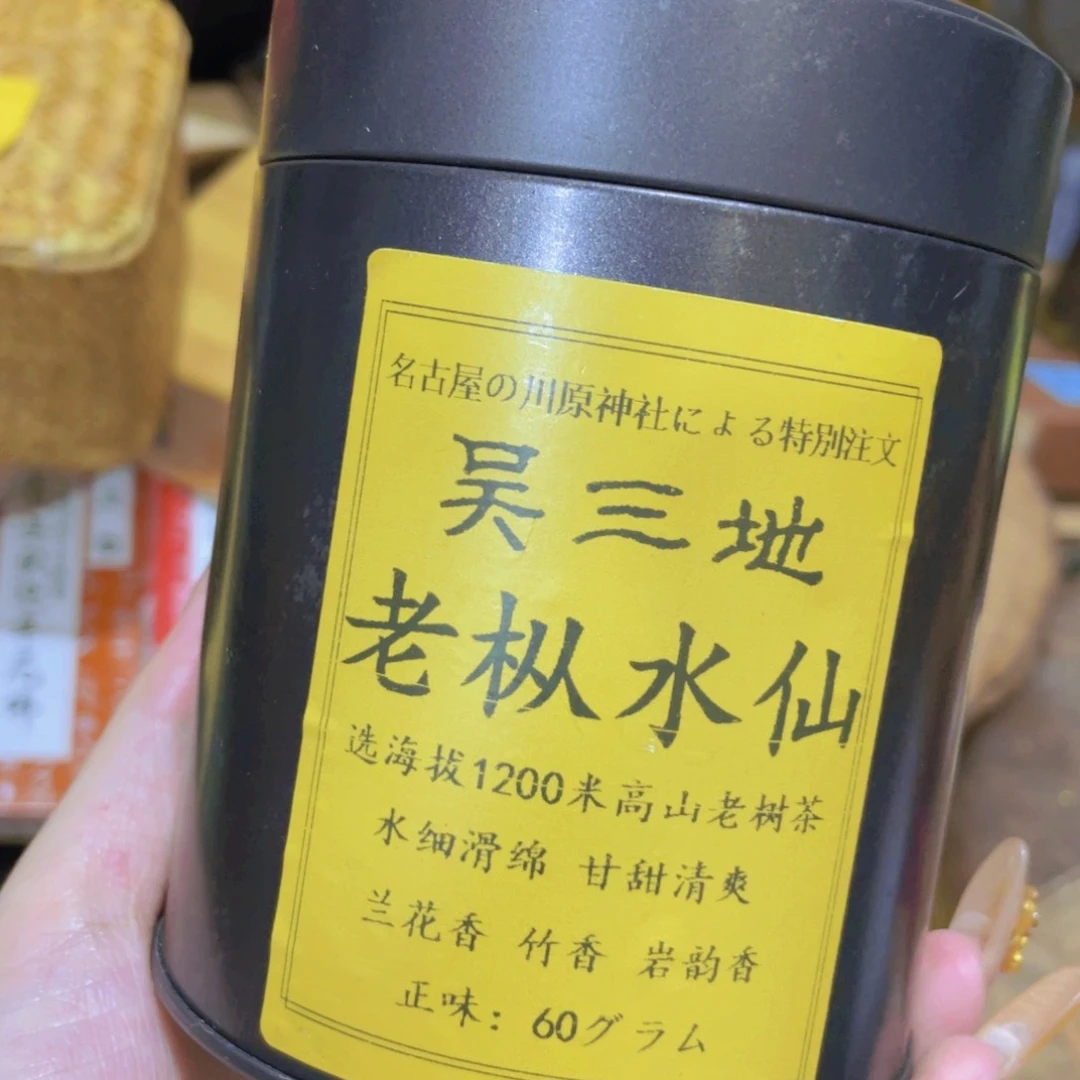 名古屋の川原神社による特別注文
吴三地
老枞水仙
选海拔1200米高山老树茶
水细滑绵 甘甜清爽
兰花香 竹香 岩韵香
正味：60グラム